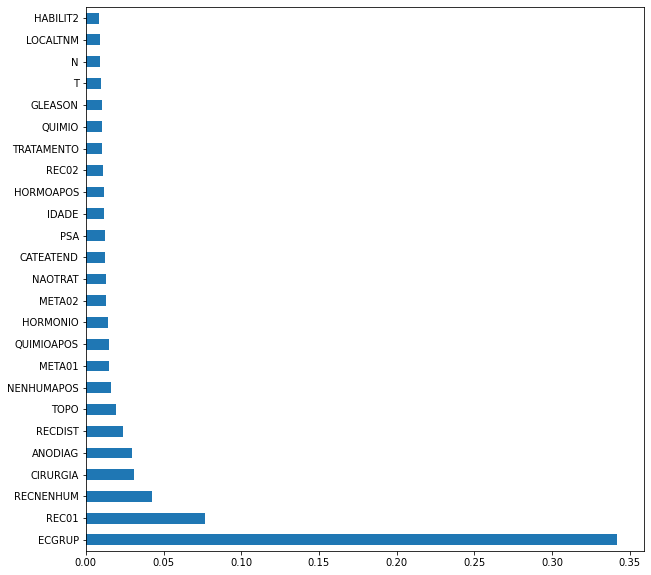 HABILIT2
LOCALTNM
N
T
GLEASON
QUIMIO
TRATAMENTO
REC02
HORMOAPOS
IDADE
PSA
CATEATEND
NAOTRAT
META02
HORMONIO
QUIMIOAPOS
META01
NENHUMAPOS
TOPO
RECDIST
ANODIAG
CIRURGIA
RECNENHUM
REC01
ECGRUP
0.00 0.05 0.10 0.15 0.20 0.25 0.30 0.35